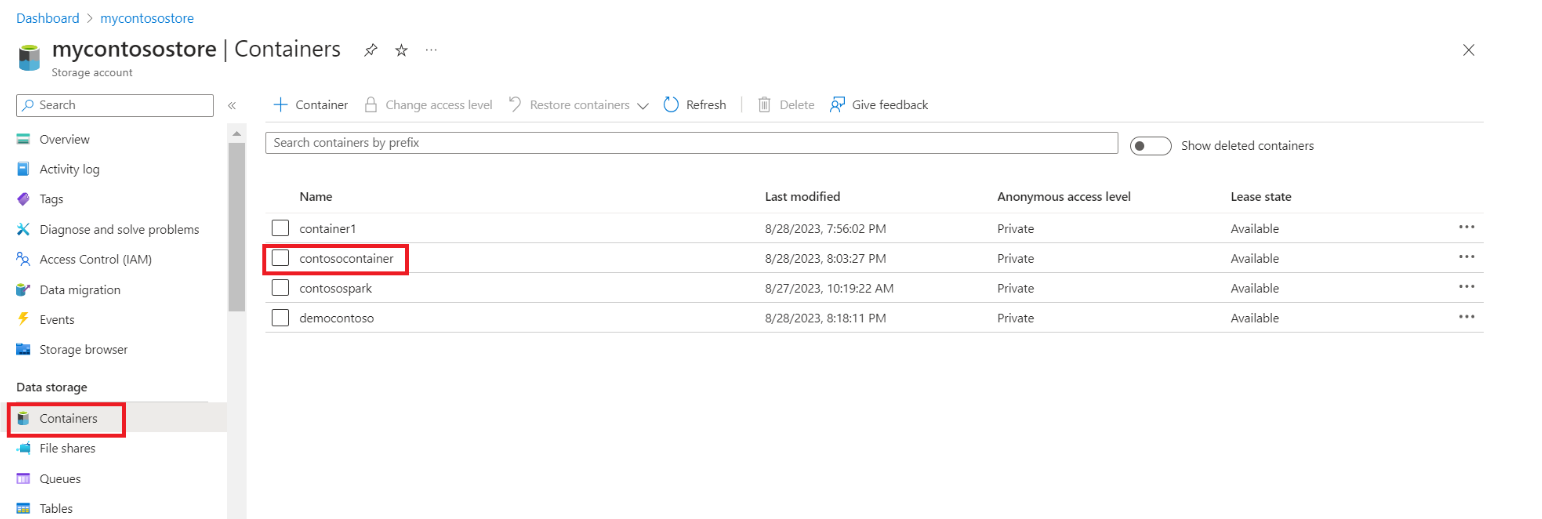 Dashboard > mycontosostore
mycontosostore | Containers ...
Storage account
Search «
+ Container Change access level Restore containers Refresh Delete Give feedback
Search containers by prefix
Show deleted containers
Overview
Activity log
Tags
Diagnose and solve problems
Access Control (IAM)
Data migration
Events
Storage browser
Data storage
Containers
File shares
Queues
Tables
Name Last modified Anonymous access level Lease state
container1 8/28/2023, 7:56:02 PM Private Available ...
contosocontainer 8/28/2023, 8:03:27 PM Private Available ...
contosospark 8/27/2023, 10:19:22 AM Private Available ...
democontoso 8/28/2023, 8:18:11 PM Private Available ...